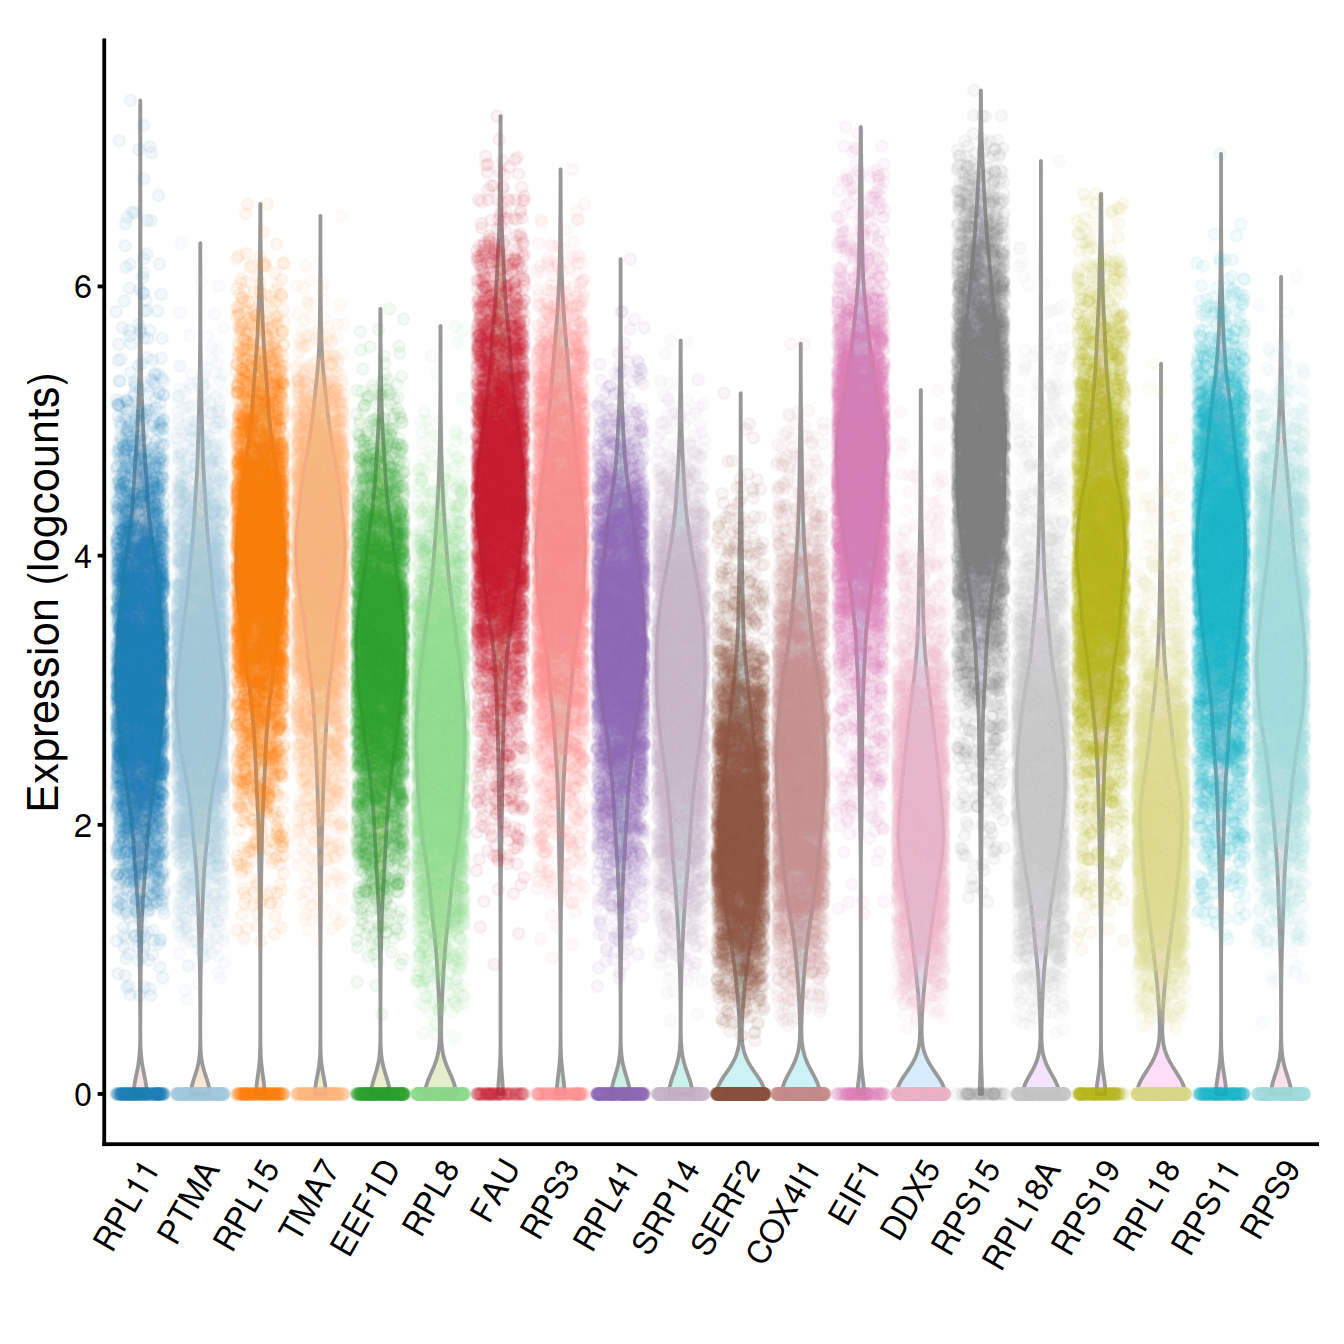 Expression (logcounts)
6
4
2
0
RPL11
PTMA
RPL15
TMA7
EEF1D
RPL8
FAU
RPS3
RPL41
SRP14
SERF2
COX4I1
EIF1
DDX5
RPS15
RPL18A
RPS19
RPL18
RPS11
RPS9